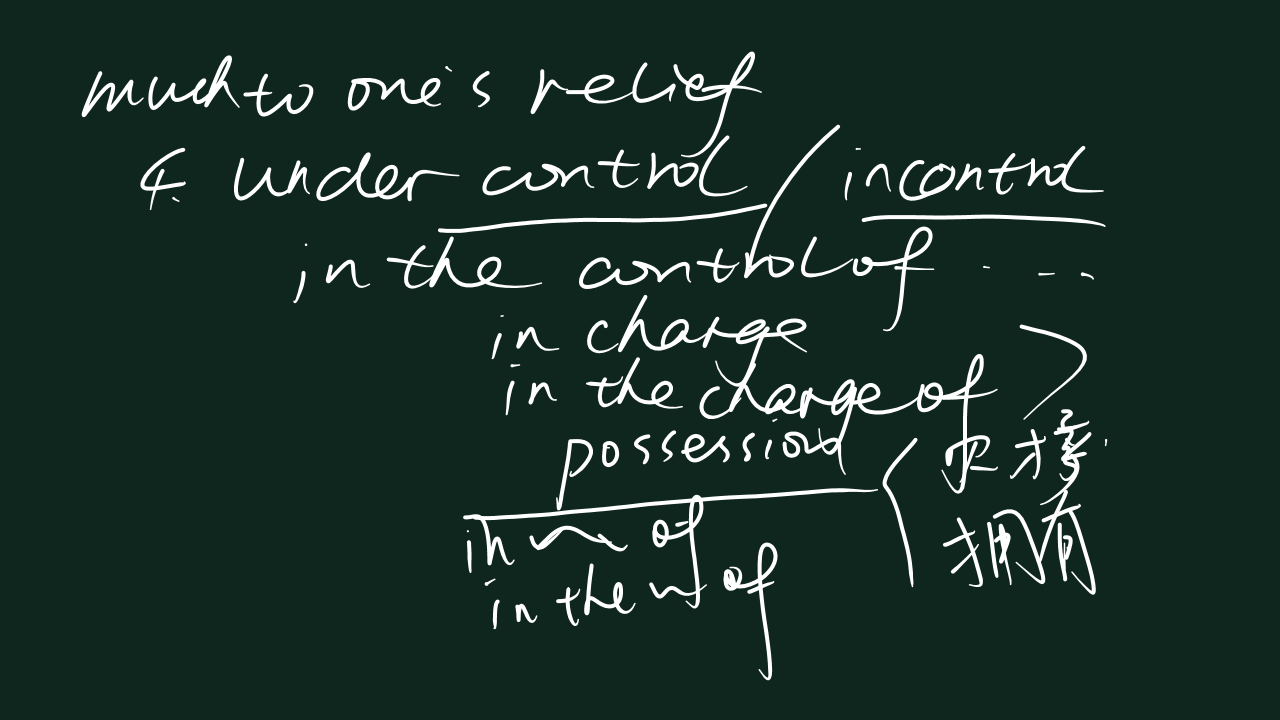 much to one's relief
4. under control / in control
in the control of ...
in charge
in the charge of
possession
in ~ of
拥有
in the ~ of